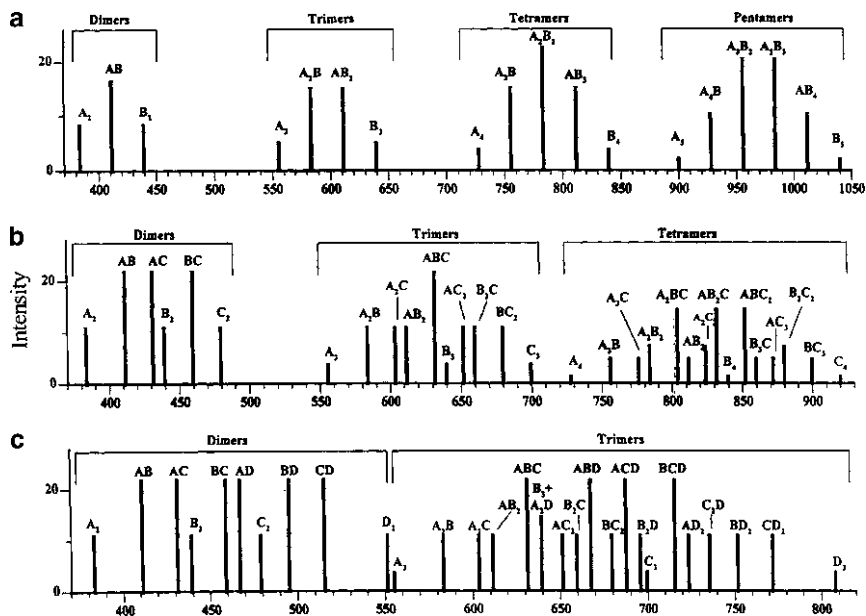 a
Dimers
Trimers
Tetramers
Pentamers
A₂ AB B₂
A₃ A₂B AB₂ B₃
A₄ A₃B A₂B₂ AB₃ B₄
A₅ A₄B A₃B₂ A₂B₃ AB₄ B₅
20
0
400 450 500 550 600 650 700 750 800 850 900 950 1000 1050
b
Dimers
Trimers
Tetramers
A₂ AB AC B₂ BC C₂
A₃ A₂B A₂C AB₂ ABC B₃ AC₂ B₂C BC₂ C₃
A₄ A₃B A₃C A₂B₂ A₂BC AB₃ A₂C₂ AB₂C B₄ ABC₂ B₃C AC₃ B₂C₂ BC₃ C₄
Intensity
20
0
400 450 500 550 600 650 700 750 800 850 900
c
Dimers
Trimers
A₂ AB AC B₂ BC AD C₂ BD CD D₂
A₃ A₂B A₂C AB₂ ABC B₃+ A₂D AC₂ B₂C ABD BC₂ ACD B₂D C₃ BCD AD₂ C₂D BD₂ CD₂ D₃
20
0
400 450 500 550 600 650 700 750 800